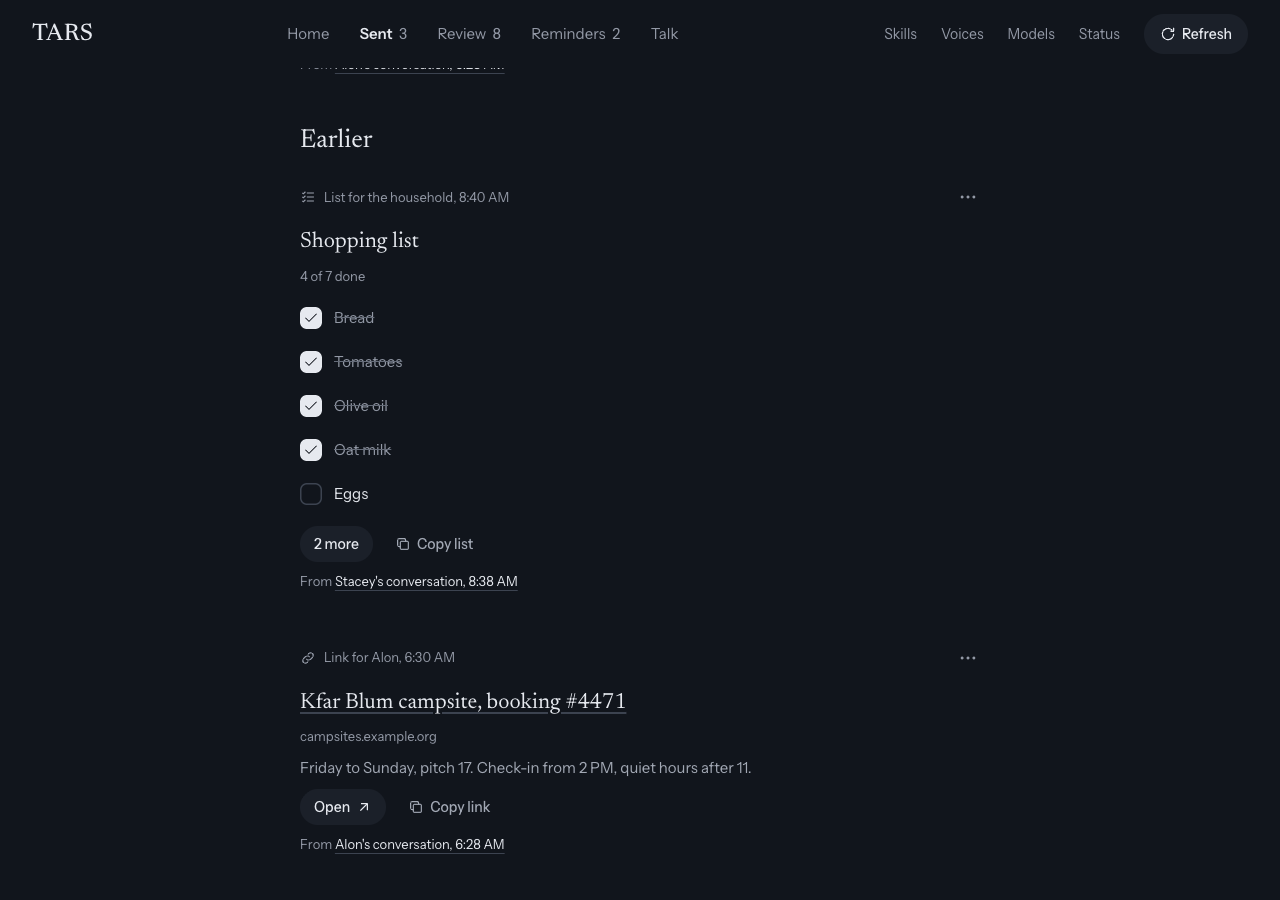 TARS
Home
Sent 3
Review 8
Reminders 2
Talk
Skills
Voices
Models
Status
Refresh
Earlier
List for the household, 8:40 AM
Shopping list
4 of 7 done
Bread
Tomatoes
Olive oil
Oat milk
Eggs
2 more
Copy list
From Stacey's conversation, 8:38 AM
Link for Alon, 6:30 AM
Kfar Blum campsite, booking #4471
campsites.example.org
Friday to Sunday, pitch 17. Check-in from 2 PM, quiet hours after 11.
Open
Copy link
From Alon's conversation, 6:28 AM